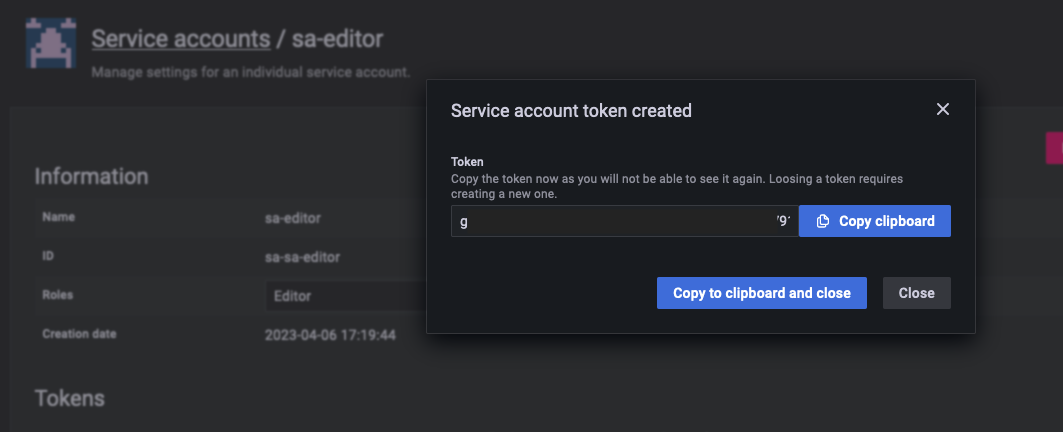 Service accounts / sa-editor
Manage settings for an individual service account.
Service account token created
Token
Copy the token now as you will not be able to see it again. Loosing a token requires
creating a new one.
g
Copy clipboard
Copy to clipboard and close
Close
Information
Name
sa-editor
ID
sa-sa-editor
Roles
Editor
Creation date
2023-04-06 17:19:44
Tokens